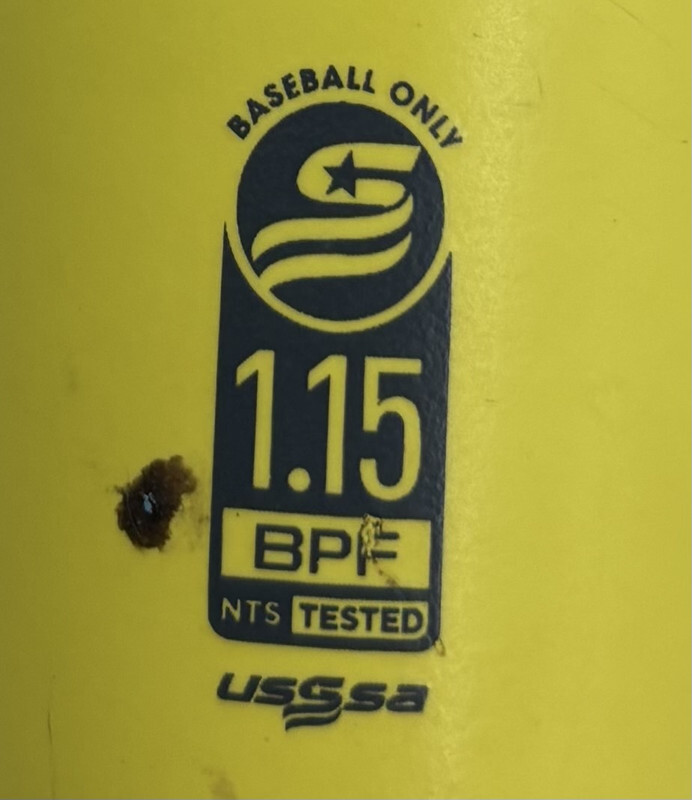 BASEBALL ONLY
1.15
BPF
NTS TESTED
usssa